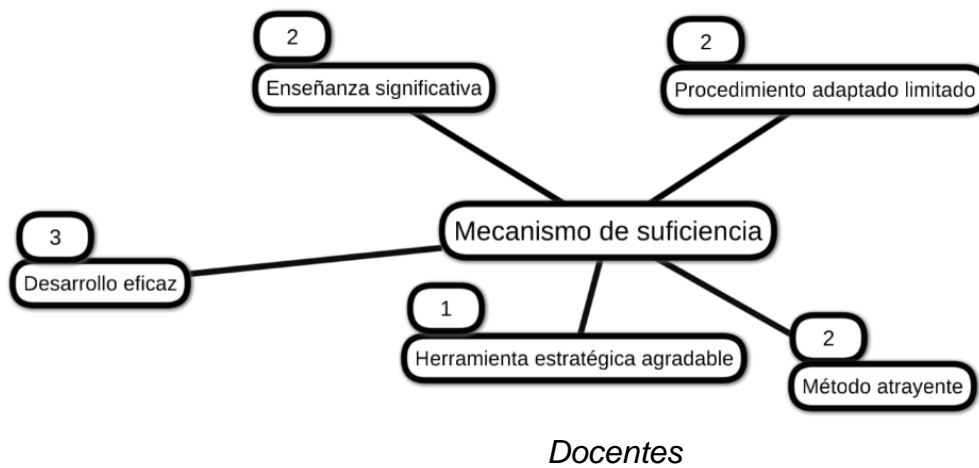 2
Enseñanza significativa
2
Procedimiento adaptado limitado
Mecanismo de suficiencia
3
Desarrollo eficaz
1
Herramienta estratégica agradable
2
Método atrayente
Docentes